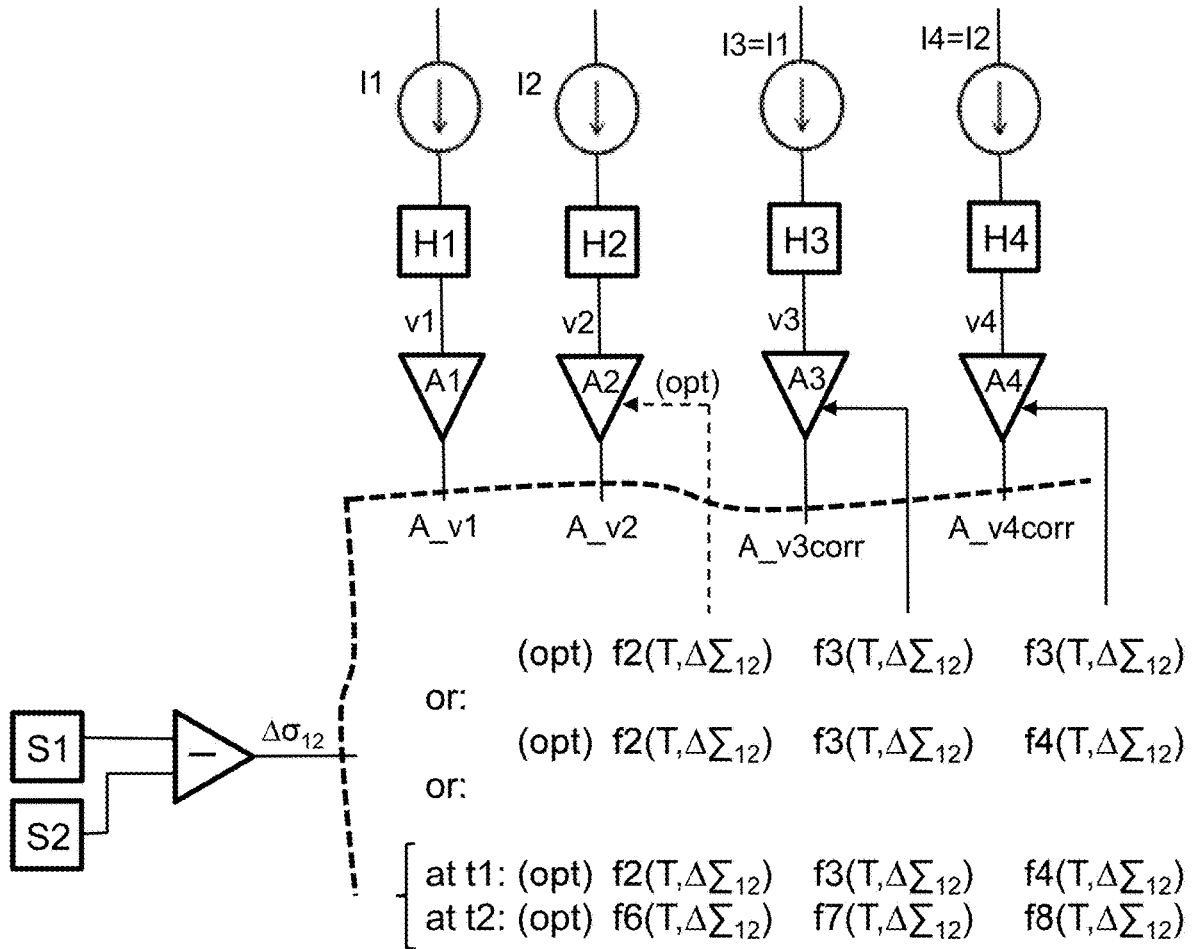 I1 I2 I3=I1 I4=I2
H1 H2 H3 H4
v1 v2 v3 v4
A1 A2 (opt) A3 A4
A_v1 A_v2 A_v3corr A_v4corr
(opt) f2(T,Δ∑₁₂) f3(T,Δ∑₁₂) f3(T,Δ∑₁₂)
or:
S1 − Δσ₁₂ (opt) f2(T,Δ∑₁₂) f3(T,Δ∑₁₂) f4(T,Δ∑₁₂)
or:
S2
at t1: (opt) f2(T,Δ∑₁₂) f3(T,Δ∑₁₂) f4(T,Δ∑₁₂)
at t2: (opt) f6(T,Δ∑₁₂) f7(T,Δ∑₁₂) f8(T,Δ∑₁₂)